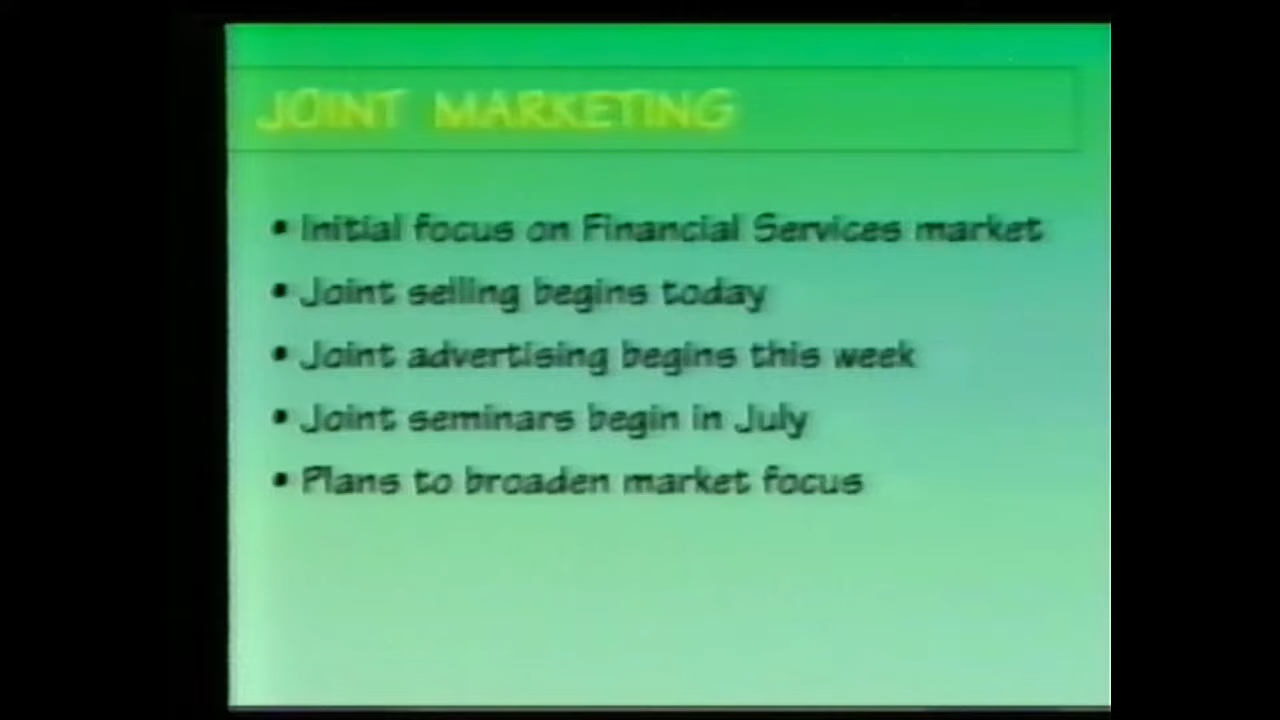 JOINT MARKETING
• Initial focus on Financial Services market
• Joint selling begins today
• Joint advertising begins this week
• Joint seminars begin in July
• Plans to broaden market focus